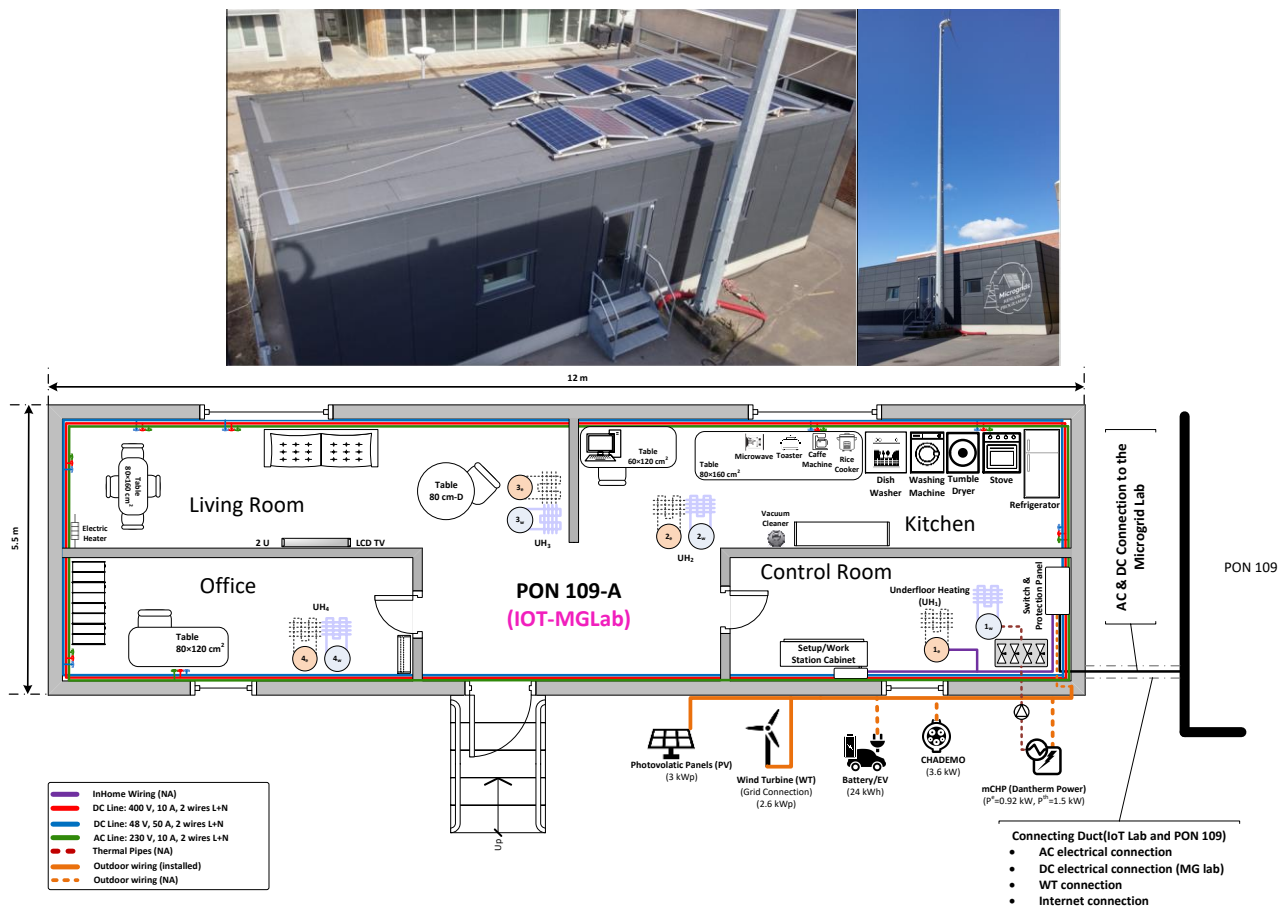 Microgrids
12 m
5.5 m
Table
80×160 cm²
Living Room
Electric
Heater
2 U
LCD TV
Table
80 cm-D
3e
3w
UH3
Table
60×120 cm²
Table
80×160 cm²
Microwave
Toaster
Caffe
Machine
Rice
Cooker
Dish
Washer
Washing
Machine
Tumble
Dryer
Stove
Refrigerator
Vacuum
Cleaner
Kitchen
2e
2w
UH2
Office
Table
80×120 cm²
UH4
4e
4w
PON 109-A
(IOT-MGLab)
Control Room
Underfloor Heating
(UH1)
1e
1w
Setup/Work
Station Cabinet
Switch &
Protection Panel
AC & DC Connection to the
Microgrid Lab
PON 109
Up
Photovolatic Panels (PV)
(3 kWp)
Wind Turbine (WT)
(Grid Connection)
(2.6 kWp)
Battery/EV
(24 kWh)
CHADEMO
(3.6 kW)
mCHP (Dantherm Power)
(Pe=0.92 kW, Pth=1.5 kW)
InHome Wiring (NA)
DC Line: 400 V, 10 A, 2 wires L+N
DC Line: 48 V, 50 A, 2 wires L+N
AC Line: 230 V, 10 A, 2 wires L+N
Thermal Pipes (NA)
Outdoor wiring (installed)
Outdoor wiring (NA)
Connecting Duct(IoT Lab and PON 109)
• AC electrical connection
• DC electrical connection (MG lab)
• WT connection
• Internet connection